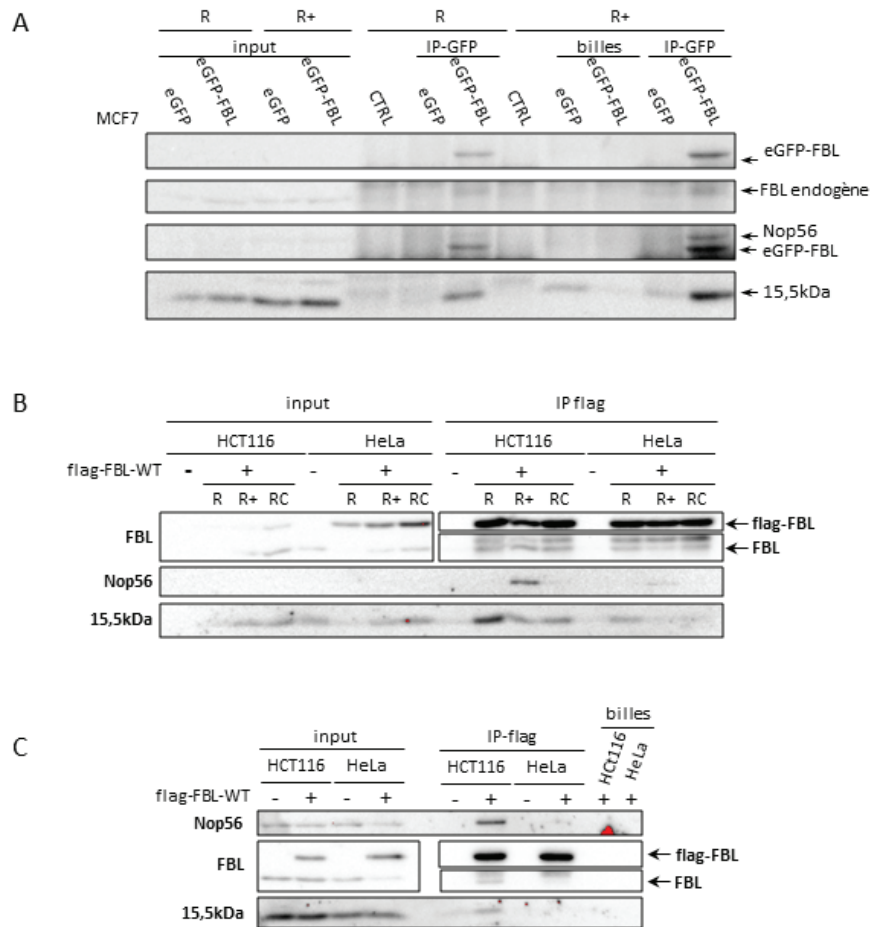 A
R R+ R R+
input IP-GFP billes IP-GFP
MCF7 eGFP eGFP-FBL eGFP eGFP-FBL CTRL eGFP eGFP-FBL CTRL eGFP eGFP-FBL eGFP eGFP-FBL
eGFP-FBL
FBL endogène
Nop56
eGFP-FBL
15,5kDa
B
input IP flag
HCT116 HeLa HCT116 HeLa
flag-FBL-WT - + - + - + - +
R R+ RC R R+ RC R R+ RC R R+ RC
FBL flag-FBL
FBL
Nop56
15,5kDa
C
input IP-flag billes
HCT116 HeLa HCT116 HeLa HCt116 HeLa
flag-FBL-WT - + - + - + - + + +
Nop56
FBL flag-FBL
FBL
15,5kDa